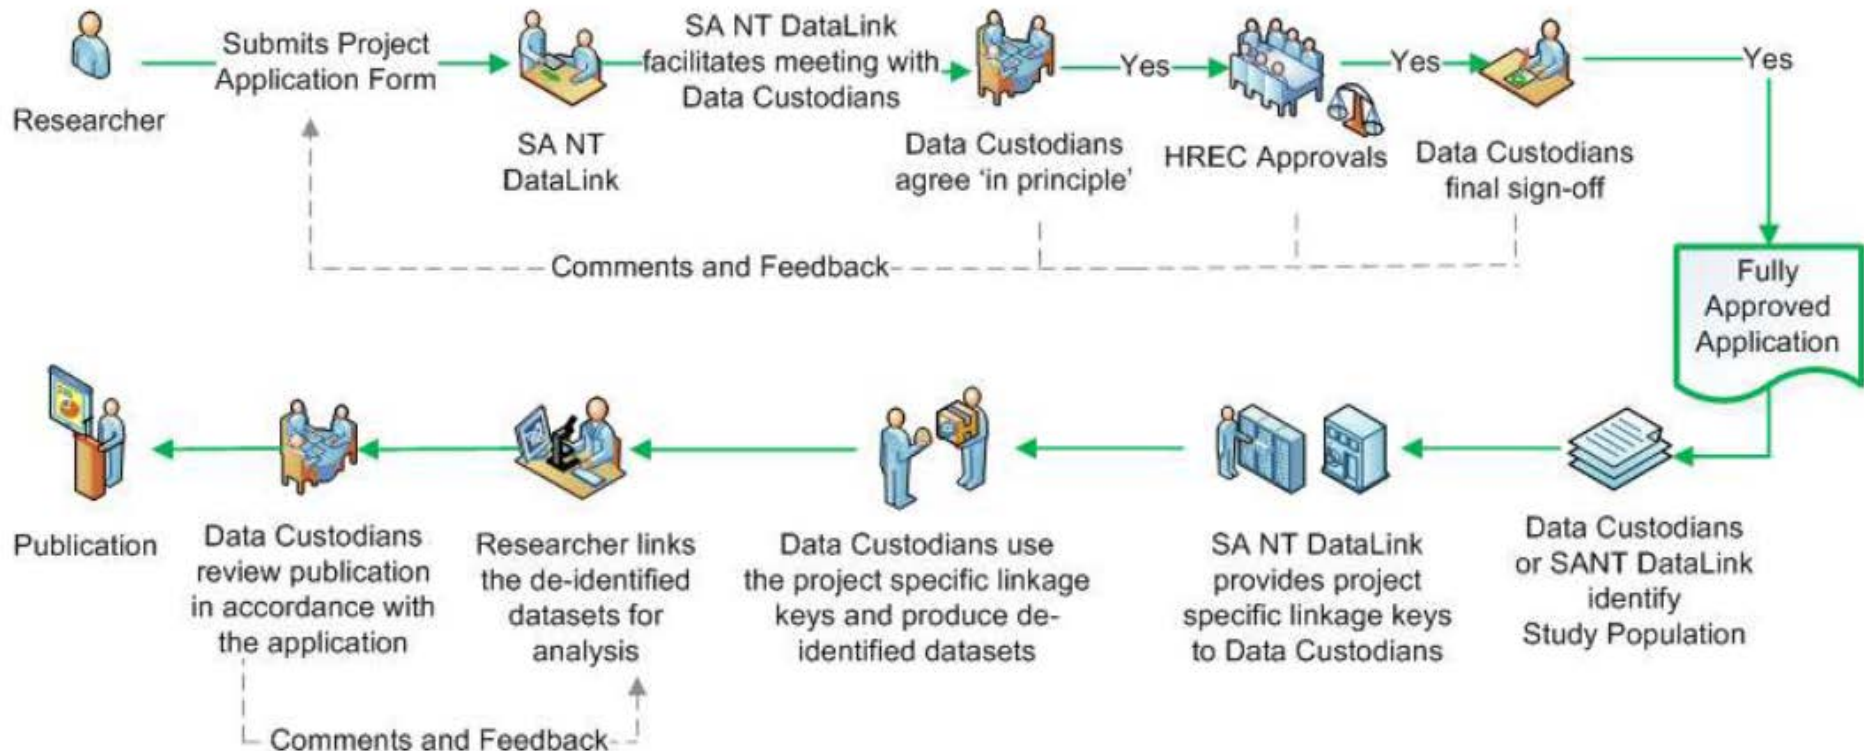 Researcher
Submits Project
Application Form
SA NT
DataLink
SA NT DataLink
facilitates meeting with
Data Custodians
Data Custodians
agree ‘in principle’
Yes
HREC Approvals
Yes
Data Custodians
final sign-off
Yes
Comments and Feedback
Fully
Approved
Application
Data Custodians
or SANT DataLink
identify
Study Population
SA NT DataLink
provides project
specific linkage keys
to Data Custodians
Data Custodians use
the project specific linkage
keys and produce de-
identified datasets
Researcher links
the de-identified
datasets for
analysis
Data Custodians
review publication
in accordance with
the application
Publication
Comments and Feedback